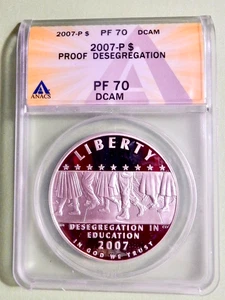 2007-P $ PF 70 DCAM
2007-P $
PROOF DESEGREGATION
PF 70
DCAM
ANACS
LIBERTY
DESEGREGATION IN
EDUCATION
2007
IN GOD WE TRUST